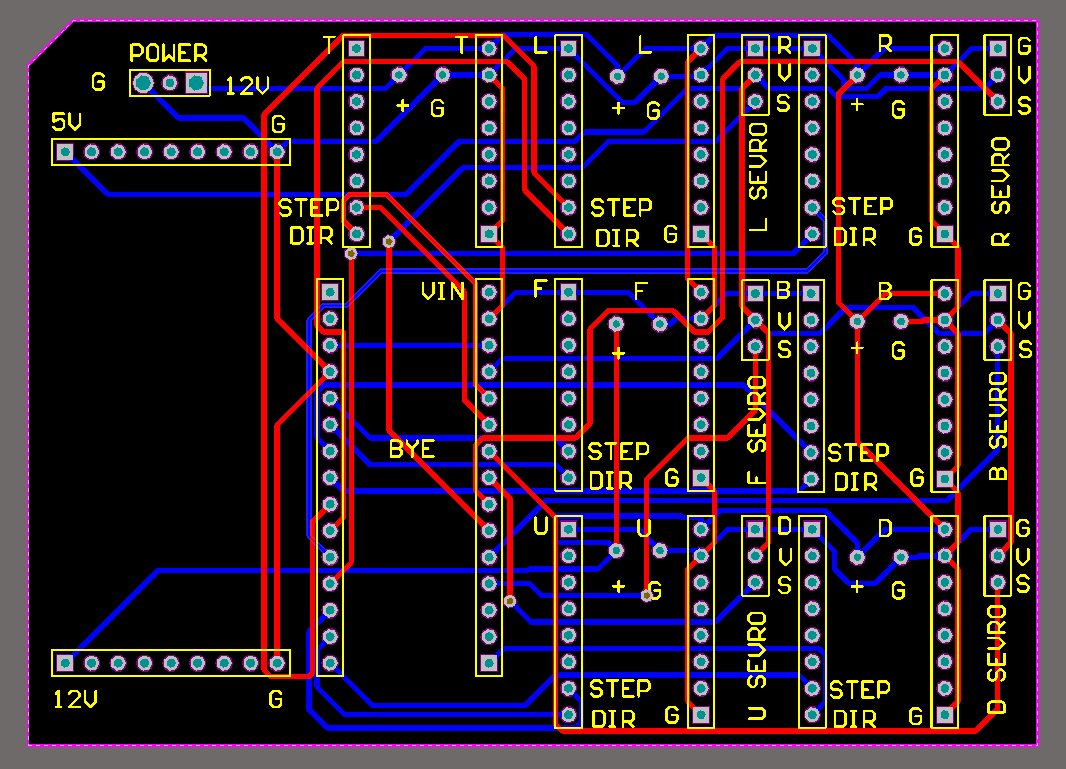 POWER
G 12V
5V
G
T T L L R R G
V V
+ G + G S + G S
L SEVRO
R SEVRO
STEP
DIR
STEP
DIR
G
STEP
DIR
G
VIN F F B B G
V V
+ + G
S S
F SEVRO
B SEVRO
BYE
STEP
DIR
G
STEP
DIR
G
U U D D G
V V
+ G S + G S
U SEVRO
D SEVRO
12V G
STEP
DIR
G
STEP
DIR
G